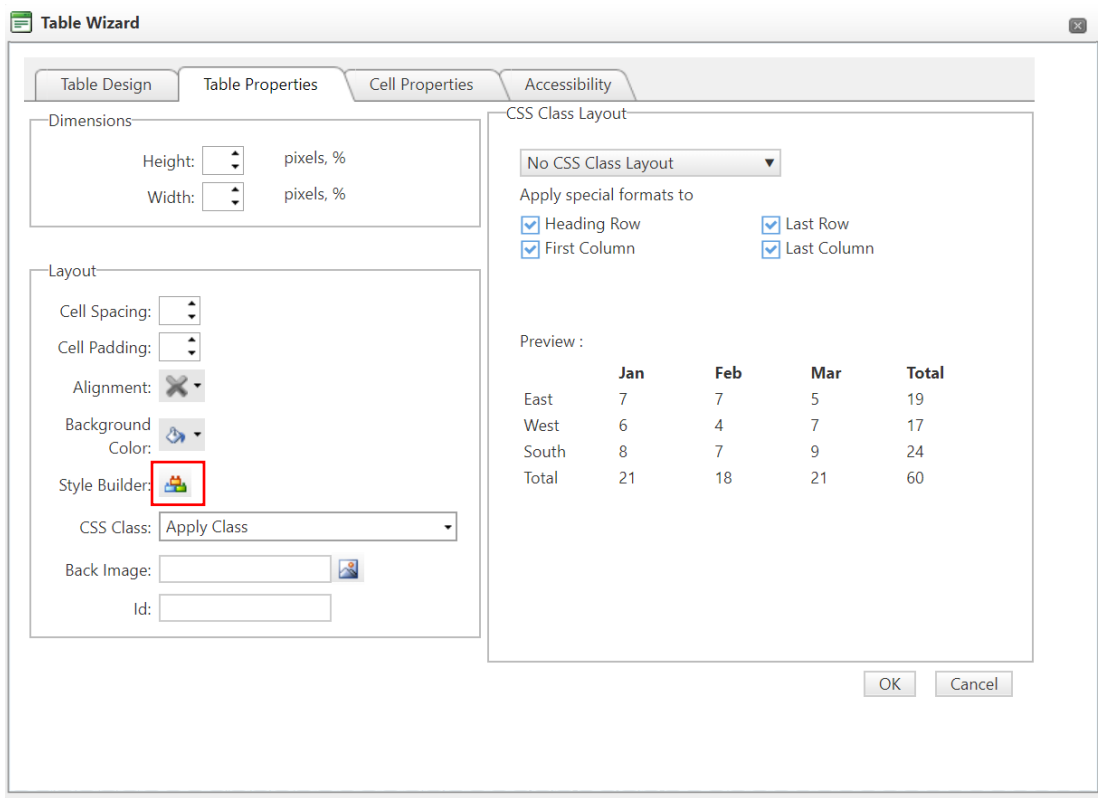 Table Wizard
Table Design Table Properties Cell Properties Accessibility
Dimensions
Height: pixels, %
Width: pixels, %
Layout
Cell Spacing:
Cell Padding:
Alignment:
Background
Color:
Style Builder:
CSS Class: Apply Class
Back Image:
Id:
CSS Class Layout
No CSS Class Layout
Apply special formats to
Heading Row Last Row
First Column Last Column
Preview :
Jan Feb Mar Total
East 7 7 5 19
West 6 4 7 17
South 8 7 9 24
Total 21 18 21 60
OK Cancel